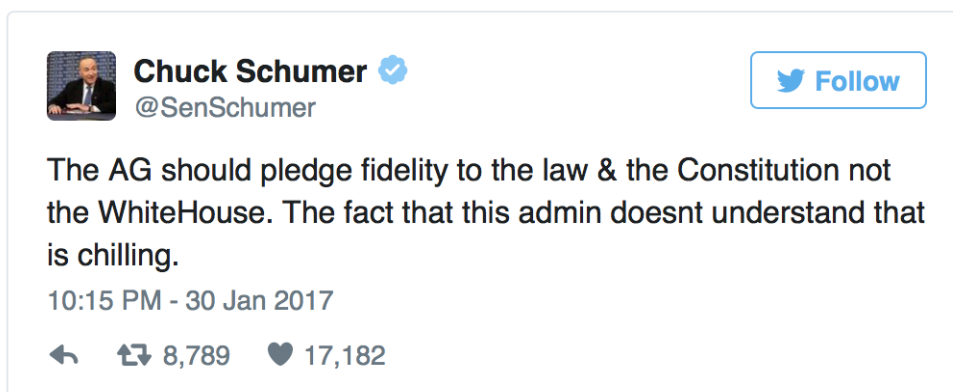 Chuck Schumer
@SenSchumer
Follow
The AG should pledge fidelity to the law & the Constitution not
the WhiteHouse. The fact that this admin doesnt understand that
is chilling.
10:15 PM - 30 Jan 2017
8,789 17,182